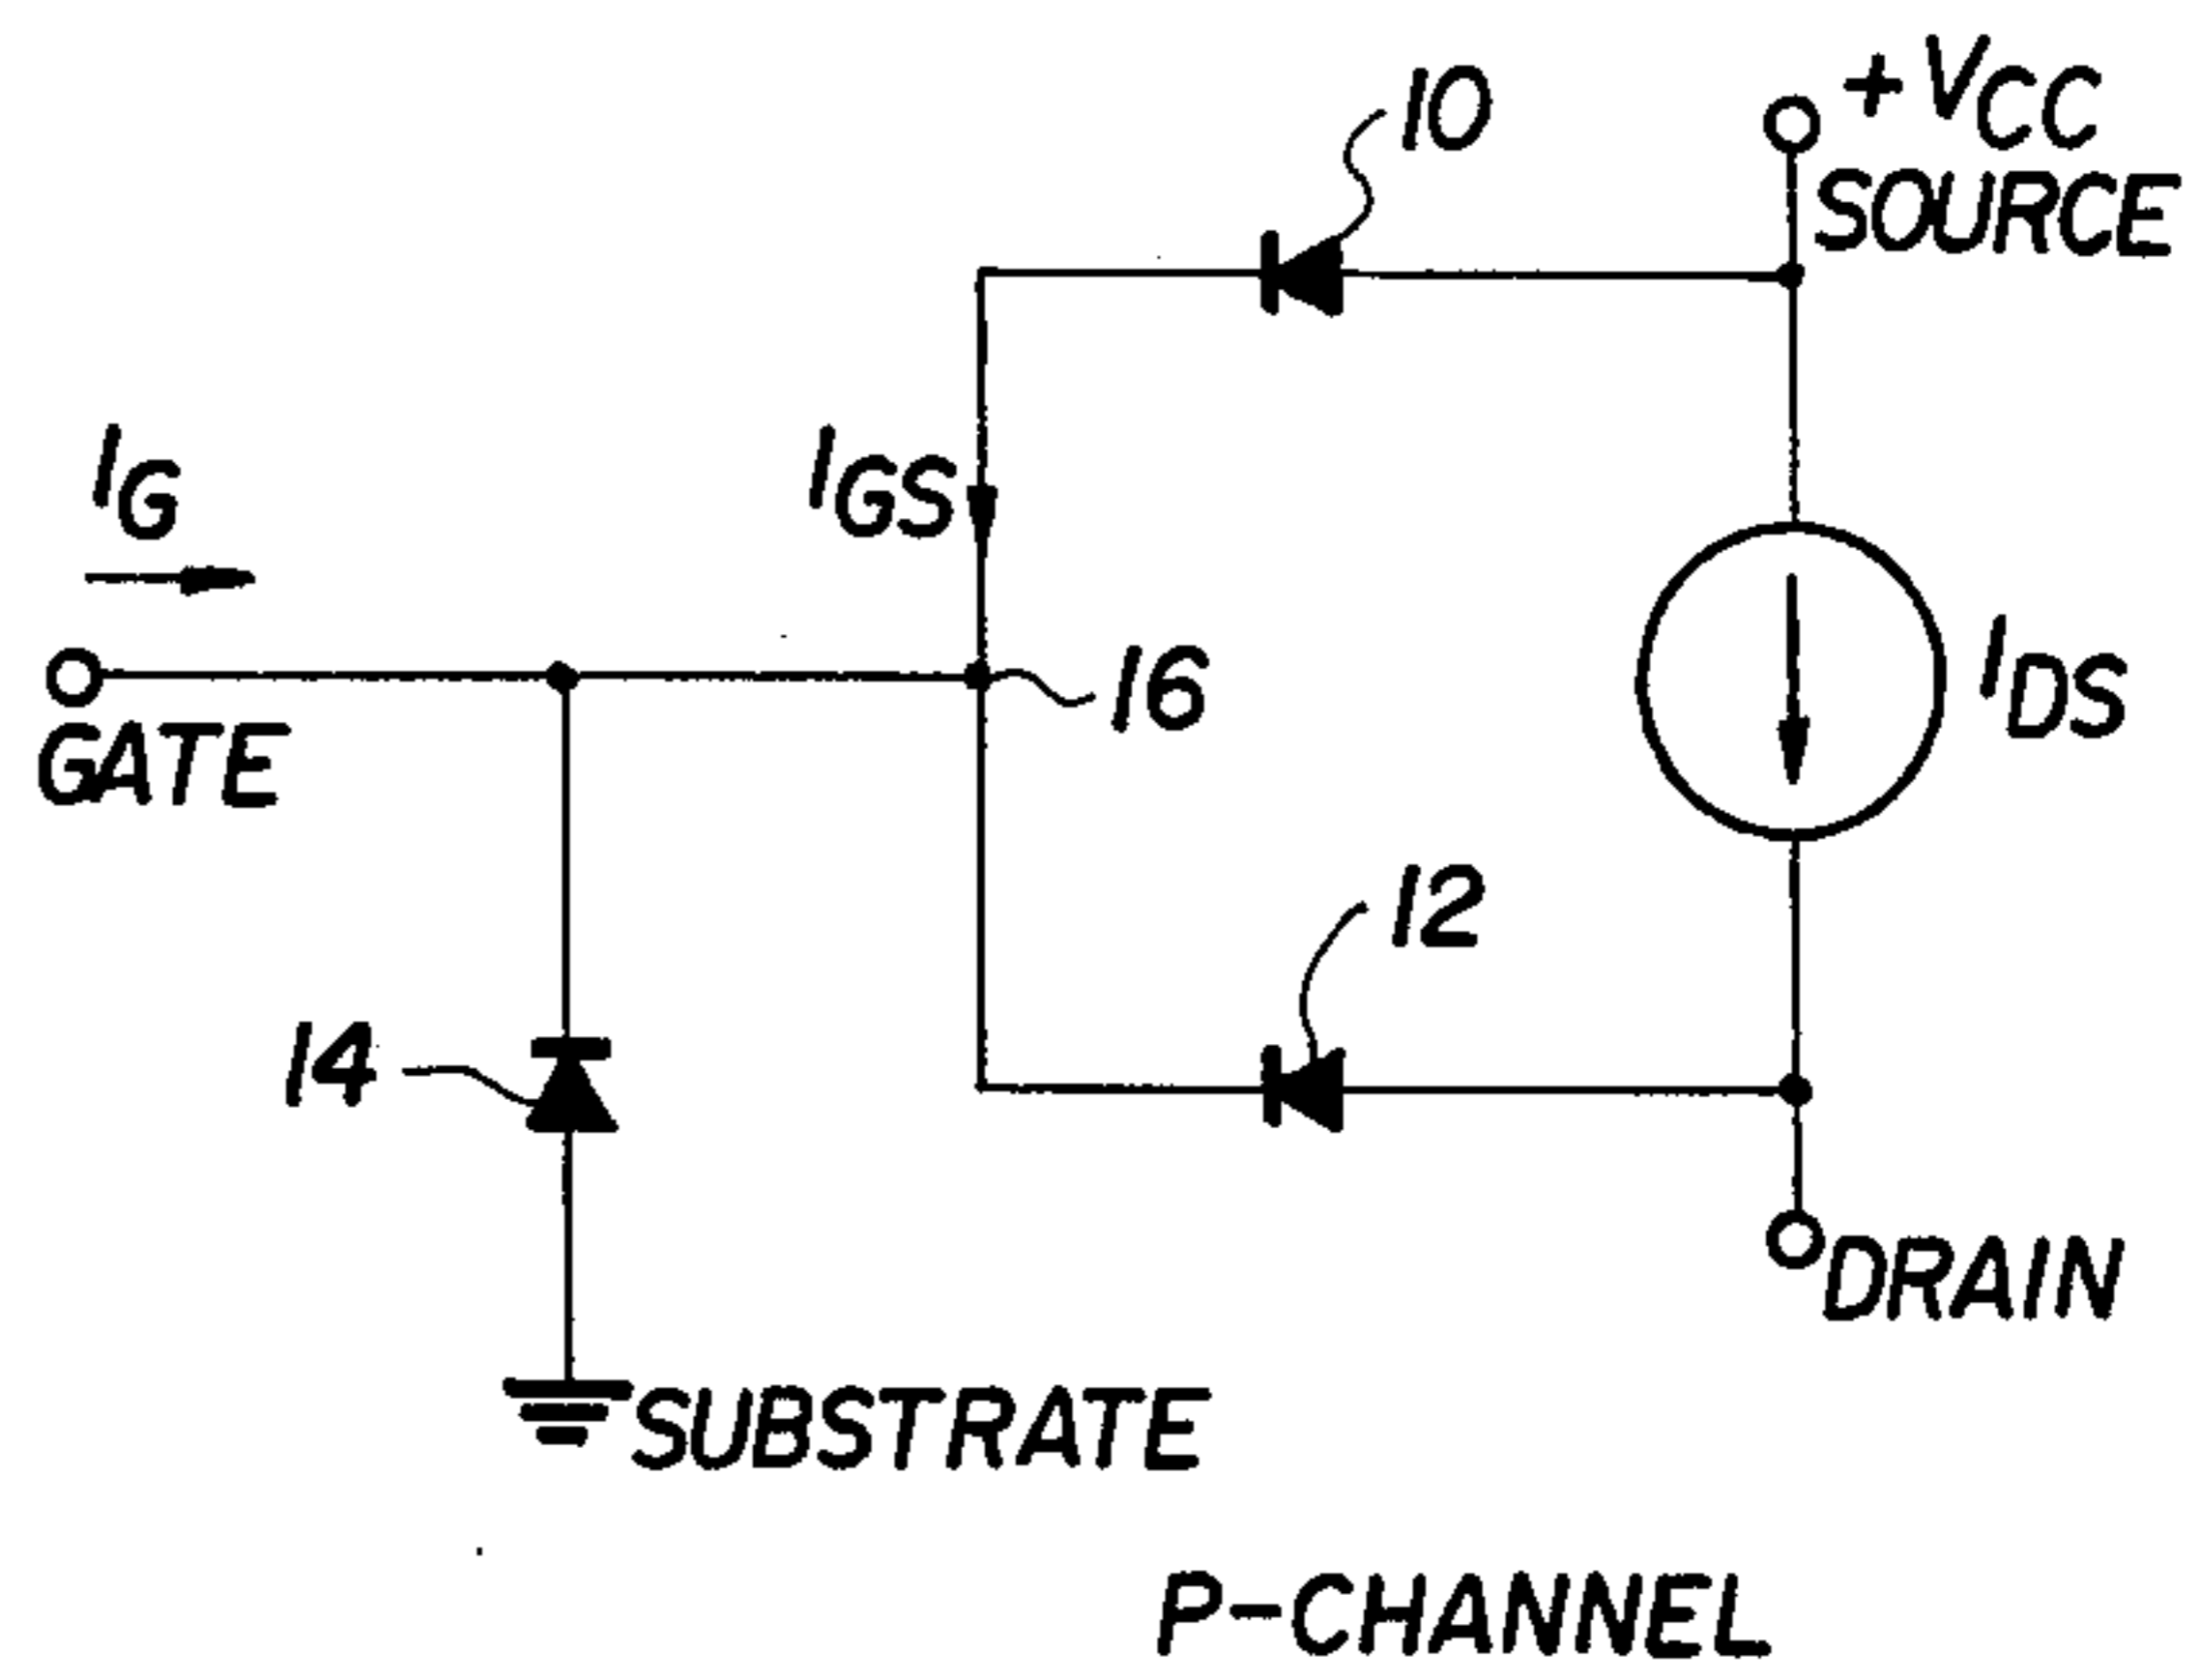 10
+VCC
SOURCE
IG
IGS
16
IDS
GATE
12
14
DRAIN
SUBSTRATE
P-CHANNEL